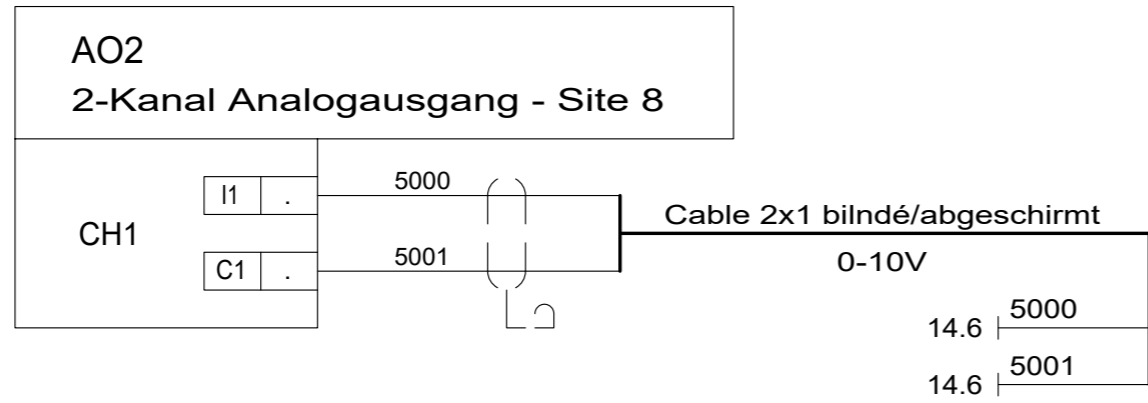 AO2
2-Kanal Analogausgang - Site 8
CH1
I1 .
5000
C1 .
5001
Cable 2x1 bilndé/abgeschirmt
0-10V
14.6 5000
14.6 5001